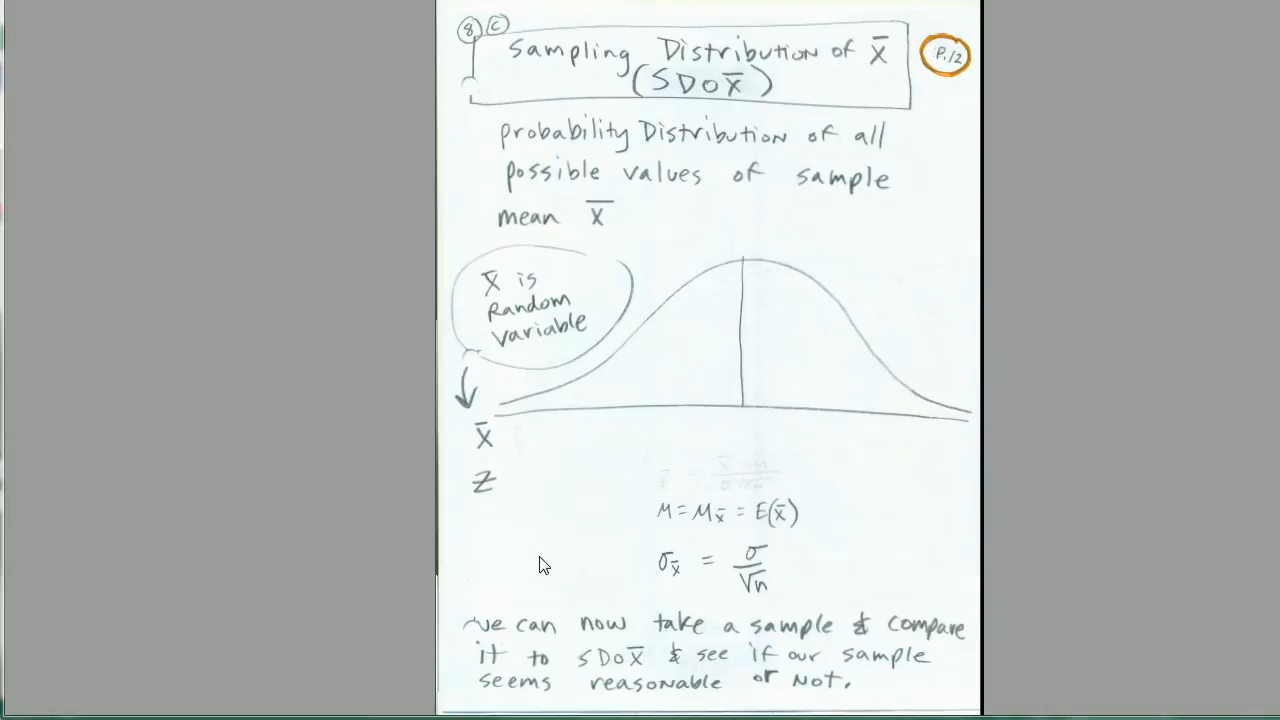 8 C
Sampling Distribution of X̄
(SDoX̄)
P.12
probability Distribution of all
possible values of sample
mean X̄
X̄ is
Random
Variable
X̄
Z
M = Mx̄ = E(x̄)
σx̄ = σ/√n
We can now take a sample & compare
it to SDoX̄ & see if our sample
seems reasonable or Not.